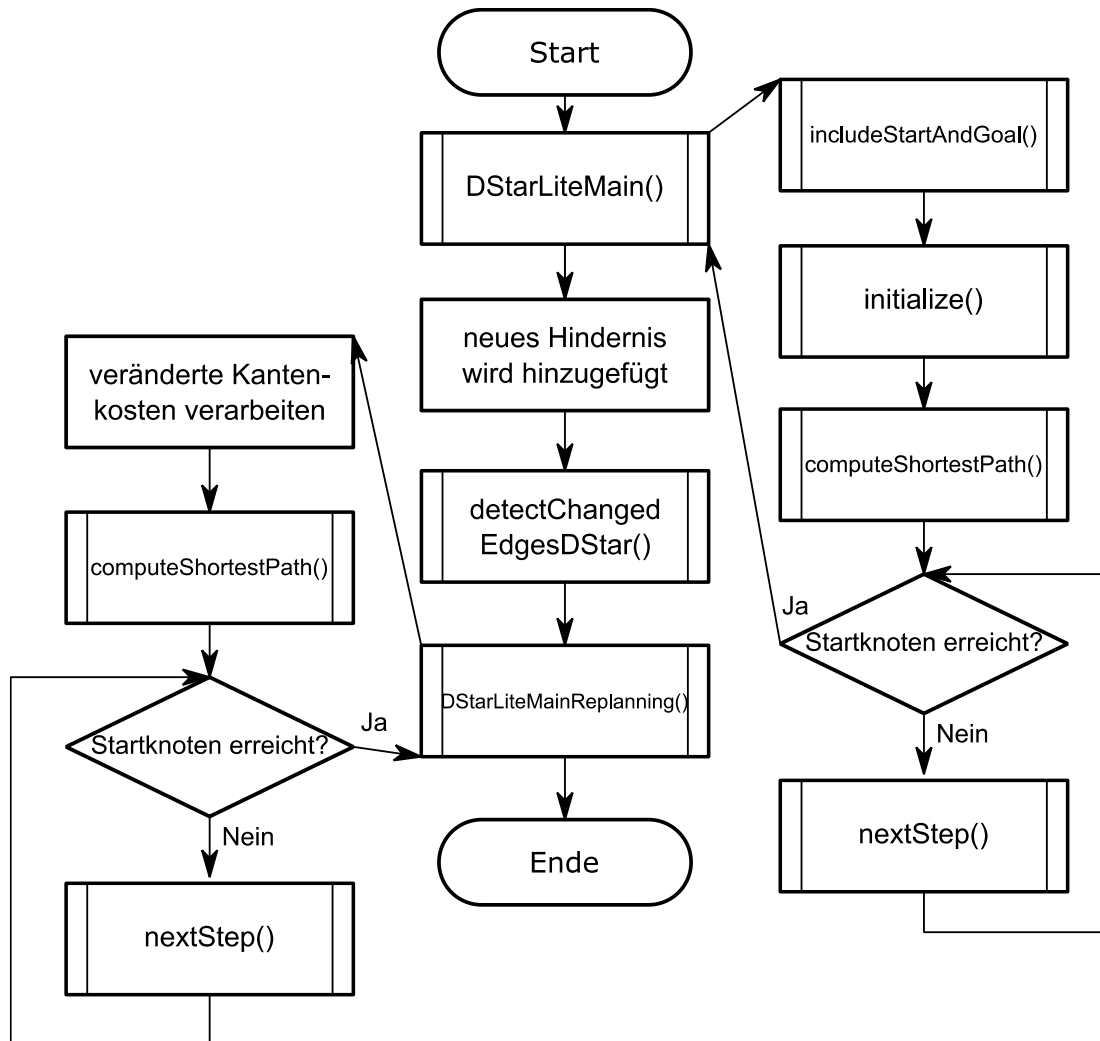 Start
DStarLiteMain()
neues Hindernis
wird hinzugefügt
detectChanged
EdgesDStar()
DStarLiteMainReplanning()
Ende
includeStartAndGoal()
initialize()
computeShortestPath()
Ja
Startknoten erreicht?
Nein
nextStep()
veränderte Kanten-
kosten verarbeiten
computeShortestPath()
Startknoten erreicht?
Ja
Nein
nextStep()